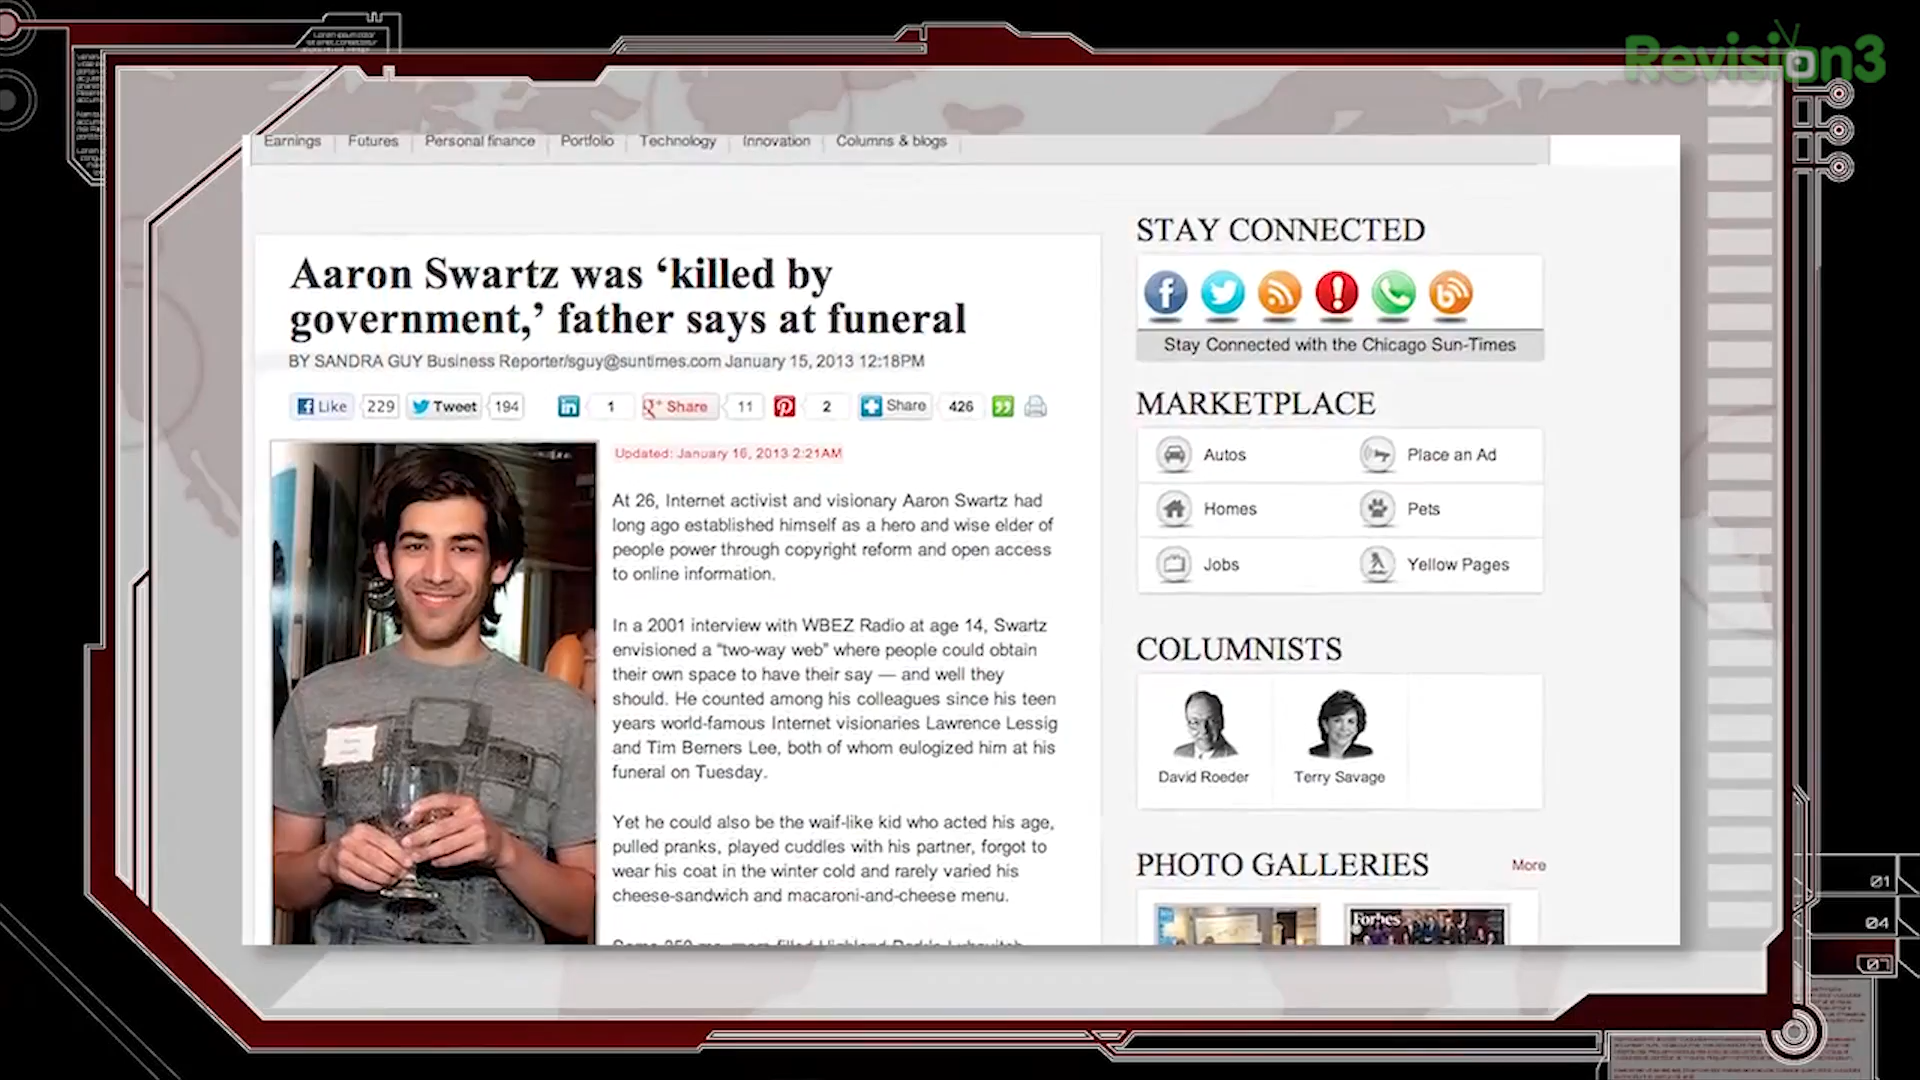 Revision3
Earnings
Futures
Personal finance
Portfolio
Technology
Innovation
Columns & blogs
Aaron Swartz was ‘killed by
government,’ father says at funeral
BY SANDRA GUY Business Reporter/sguy@suntimes.com January 15, 2013 12:18PM
Like 229 Tweet 194 1 Share 11 2 Share 426
Updated: January 16, 2013 2:21AM
At 26, Internet activist and visionary Aaron Swartz had
long ago established himself as a hero and wise elder of
people power through copyright reform and open access
to online information.
In a 2001 interview with WBEZ Radio at age 14, Swartz
envisioned a “two-way web” where people could obtain
their own space to have their say — and well they
should. He counted among his colleagues since his teen
years world-famous Internet visionaries Lawrence Lessig
and Tim Berners Lee, both of whom eulogized him at his
funeral on Tuesday.
Yet he could also be the waif-like kid who acted his age,
pulled pranks, played cuddles with his partner, forgot to
wear his coat in the winter cold and rarely varied his
cheese-sandwich and macaroni-and-cheese menu.
STAY CONNECTED
Stay Connected with the Chicago Sun-Times
MARKETPLACE
Autos
Place an Ad
Homes
Pets
Jobs
Yellow Pages
COLUMNISTS
David Roeder
Terry Savage
PHOTO GALLERIES
More
Forbes
01
04
07